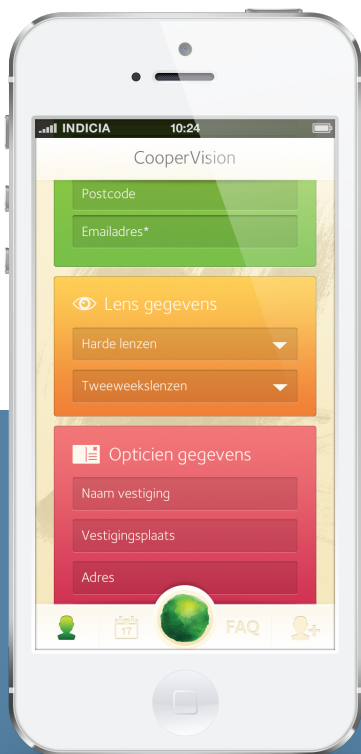 INDICIA 10:24
CooperVision
Postcode
Emailadres*
Lens gegevens
Harde lenzen
Tweeweekslenzen
Opticien gegevens
Naam vestiging
Vestigingsplaats
Adres
17 FAQ